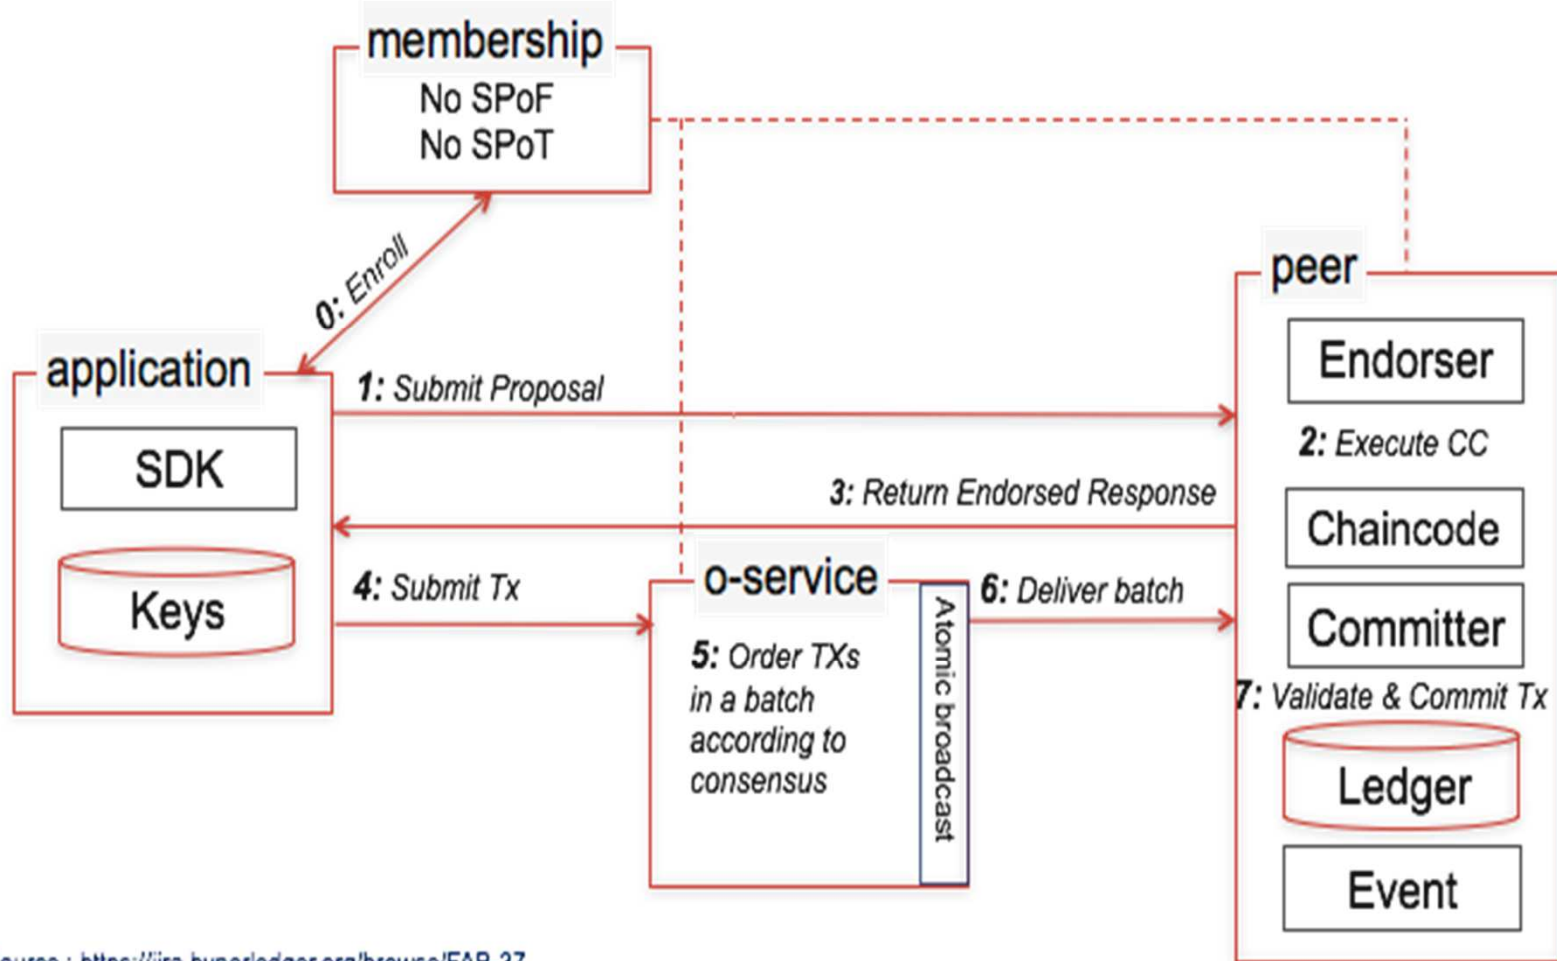 membership
No SPoF
No SPoT
0: Enroll
application
SDK
Keys
1: Submit Proposal
3: Return Endorsed Response
4: Submit Tx
o-service
5: Order TXs
in a batch
according to
consensus
Atomic broadcast
6: Deliver batch
peer
Endorser
2: Execute CC
Chaincode
Committer
7: Validate & Commit Tx
Ledger
Event